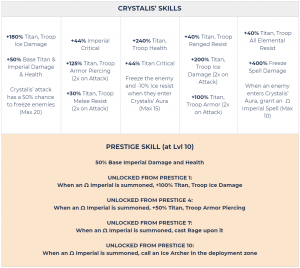 CRYSTALIS' SKILLS
+180% Titan, Troop
Ice Damage
+50% Base Titan
& Imperial Damage
& Health
Crystalis' attack
has a 50% chance
to freeze enemies
(Max 20)
+44% Imperial
Critical
+125% Titan, Troop
Armor Piercing
(2x on Attack)
+30% Titan, Troop
Melee Resist
(2x on Attack)
+240% Titan,
Troop Health
+44% Titan Critical
Freeze the enemy
and -10% Ice resist
when they enter
Crystalis' Aura
(Max 15)
+40% Titan, Troop
Ranged Resist
+200% Titan,
Troop Ice
Damage (2x on
Attack)
+100% Titan,
Troop Armor (2x
on Attack)
+40% Titan, Troop
All Elemental
Resist
+400% Freeze
Spell Damage
When an enemy
enters Crystalis'
Aura, grant an Ω
Imperial Spell (Max
10)
PRESTIGE SKILL (at Lvl 10)
50% Base Imperial Damage and Health
UNLOCKED FROM PRESTIGE 1:
When an Ω Imperial is summoned, +100% Titan, Troop Ice Damage
UNLOCKED FROM PRESTIGE 4:
When an Ω Imperial is summoned, +50% Titan, Troop Armor Piercing
UNLOCKED FROM PRESTIGE 7:
When an Ω Imperial is summoned, cast Rage upon it
UNLOCKED FROM PRESTIGE 10:
When an Ω Imperial is summoned, call an Ice Archer in the deployment zone